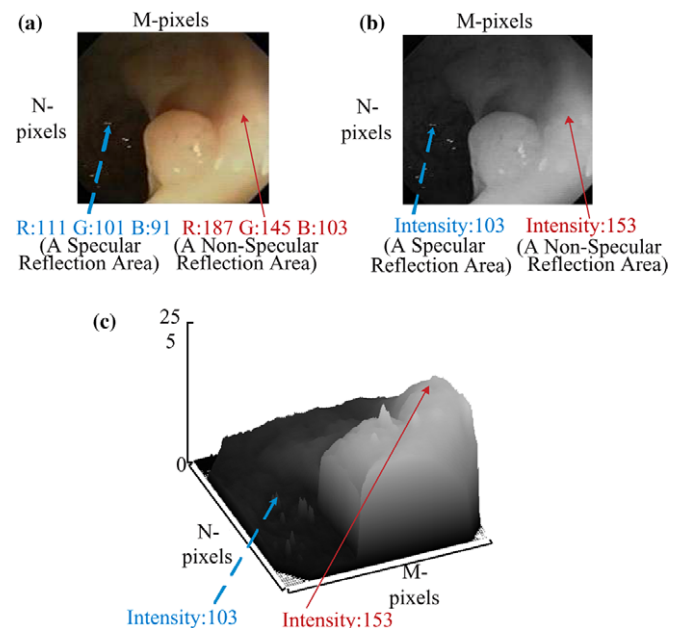 (a)
M-pixels
N-
pixels
R:111 G:101 B:91
(A Specular
Reflection Area)
R:187 G:145 B:103
(A Non-Specular
Reflection Area)
(b)
M-pixels
N-
pixels
Intensity:103
(A Specular
Reflection Area)
Intensity:153
(A Non-Specular
Reflection Area)
(c)
25
5
0
N-
pixels
M-
pixels
Intensity:103
Intensity:153